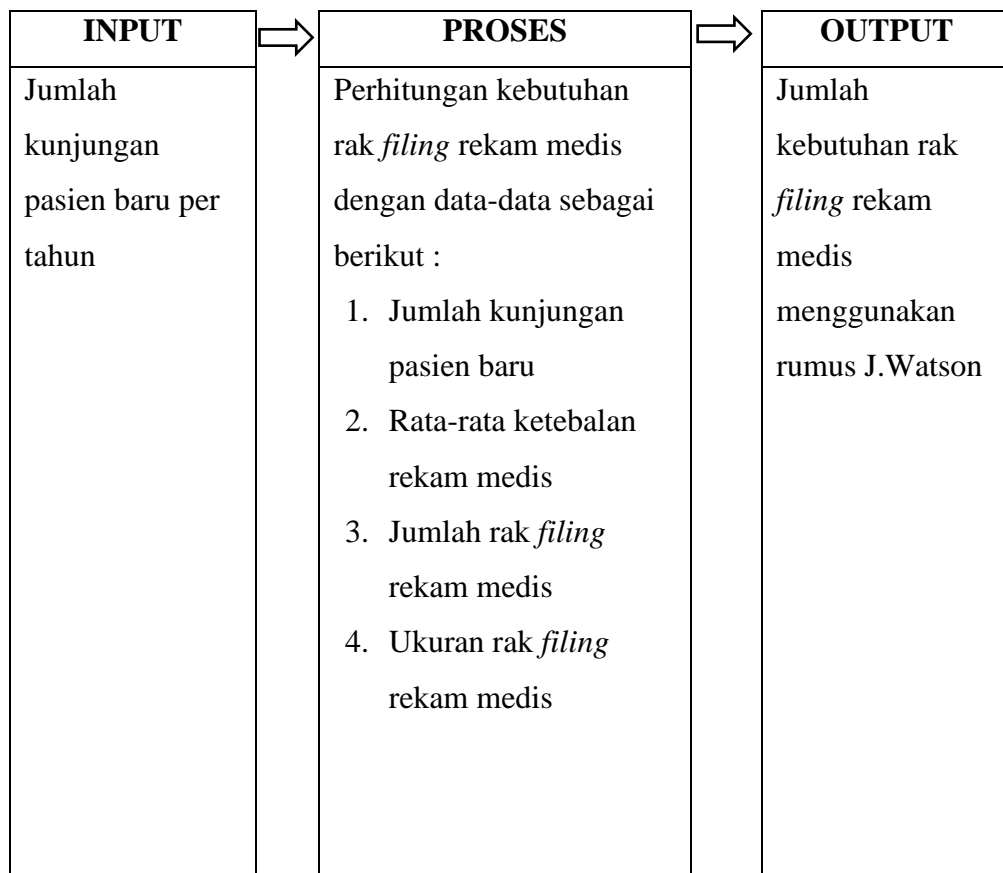 INPUT
Jumlah
kunjungan
pasien baru per
tahun
PROSES
Perhitungan kebutuhan
rak filing rekam medis
dengan data-data sebagai
berikut :
1. Jumlah kunjungan
pasien baru
2. Rata-rata ketebalan
rekam medis
3. Jumlah rak filing
rekam medis
4. Ukuran rak filing
rekam medis
OUTPUT
Jumlah
kebutuhan rak
filing rekam
medis
menggunakan
rumus J.Watson